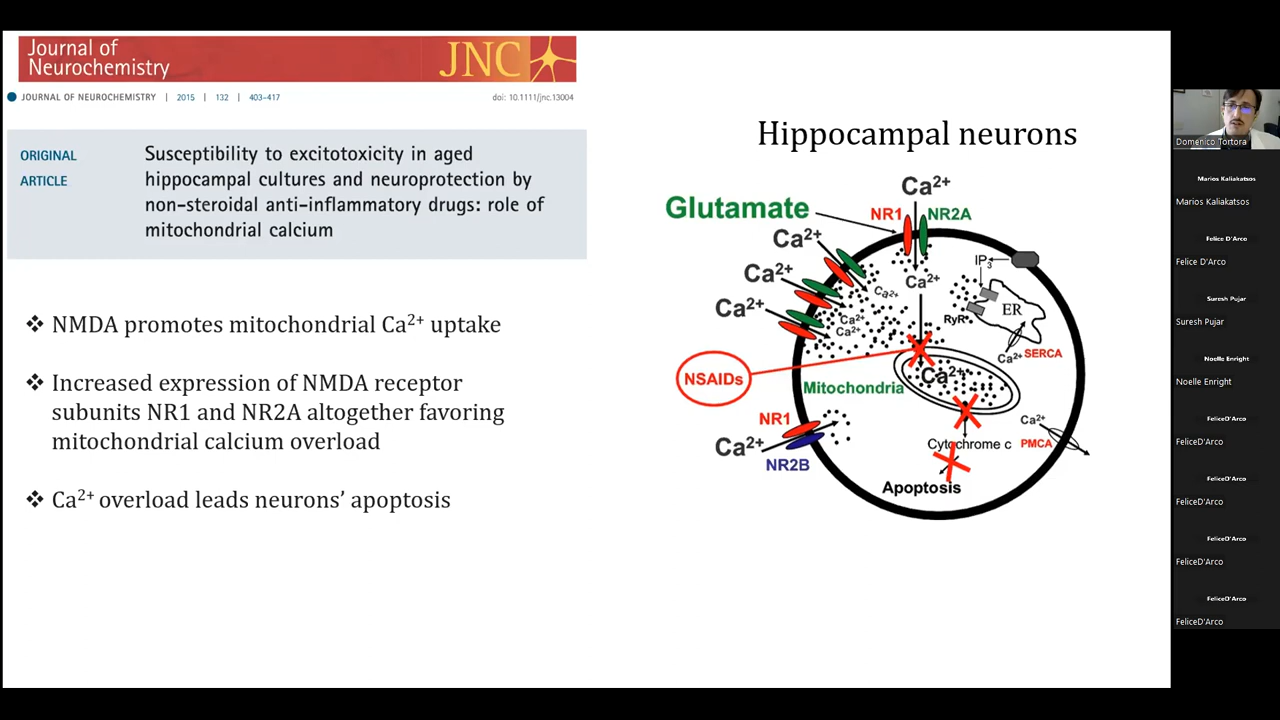 Journal of
Neurochemistry
JNC
JOURNAL OF NEUROCHEMISTRY | 2015 | 132 | 403–417
doi: 10.1111/jnc.13004
ORIGINAL
ARTICLE
Susceptibility to excitotoxicity in aged
hippocampal cultures and neuroprotection by
non-steroidal anti-inflammatory drugs: role of
mitochondrial calcium
❖ NMDA promotes mitochondrial Ca²⁺ uptake
❖ Increased expression of NMDA receptor
subunits NR1 and NR2A altogether favoring
mitochondrial calcium overload
❖ Ca²⁺ overload leads neurons’ apoptosis
Hippocampal neurons
Ca²⁺
Glutamate
NR1
NR2A
Ca²⁺
Ca²⁺
Ca²⁺
Ca²⁺
Ca²⁺
Ca²⁺
Ca²⁺
IP₃
ER
RyR
Ca²⁺
SERCA
NSAIDs
Mitochondria
Ca²⁺
NR1
Ca²⁺
NR2B
Cytochrome c
Ca²⁺
PMCA
Apoptosis
Domenico Tortora
Marios Kaliakatsos
Marios Kaliakatsos
Felice D'Arco
Felice D'Arco
Suresh Pujar
Suresh Pujar
Noelle Enright
Noelle Enright
FeliceD'Arco
FeliceD'Arco
FeliceD'Arco
FeliceD'Arco
FeliceD'Arco
FeliceD'Arco
FeliceD'Arco
FeliceD'Arco